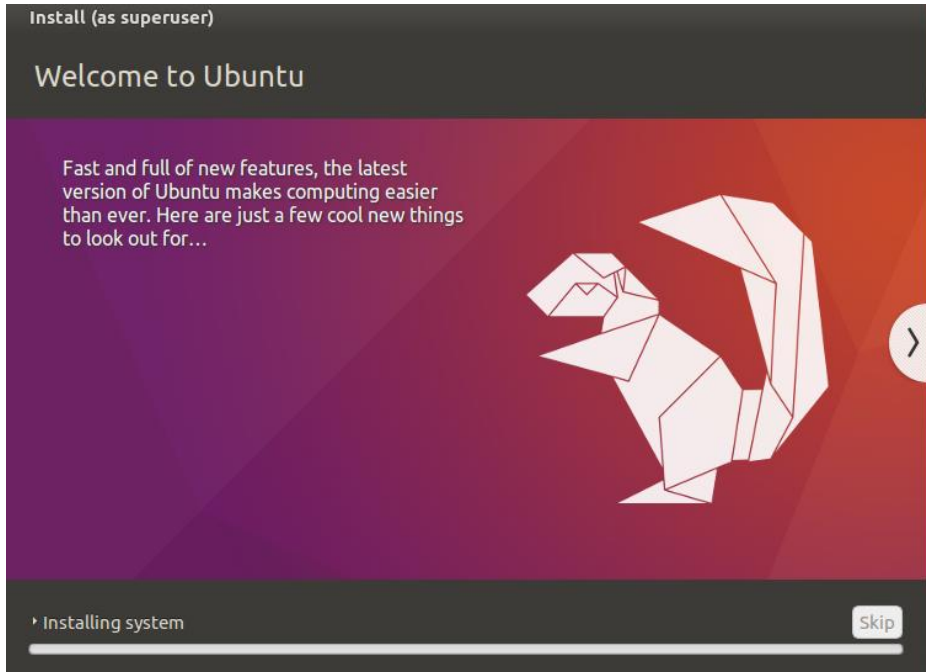 Install (as superuser)
Welcome to Ubuntu
Fast and full of new features, the latest
version of Ubuntu makes computing easier
than ever. Here are just a few cool new things
to look out for…
Installing system
Skip